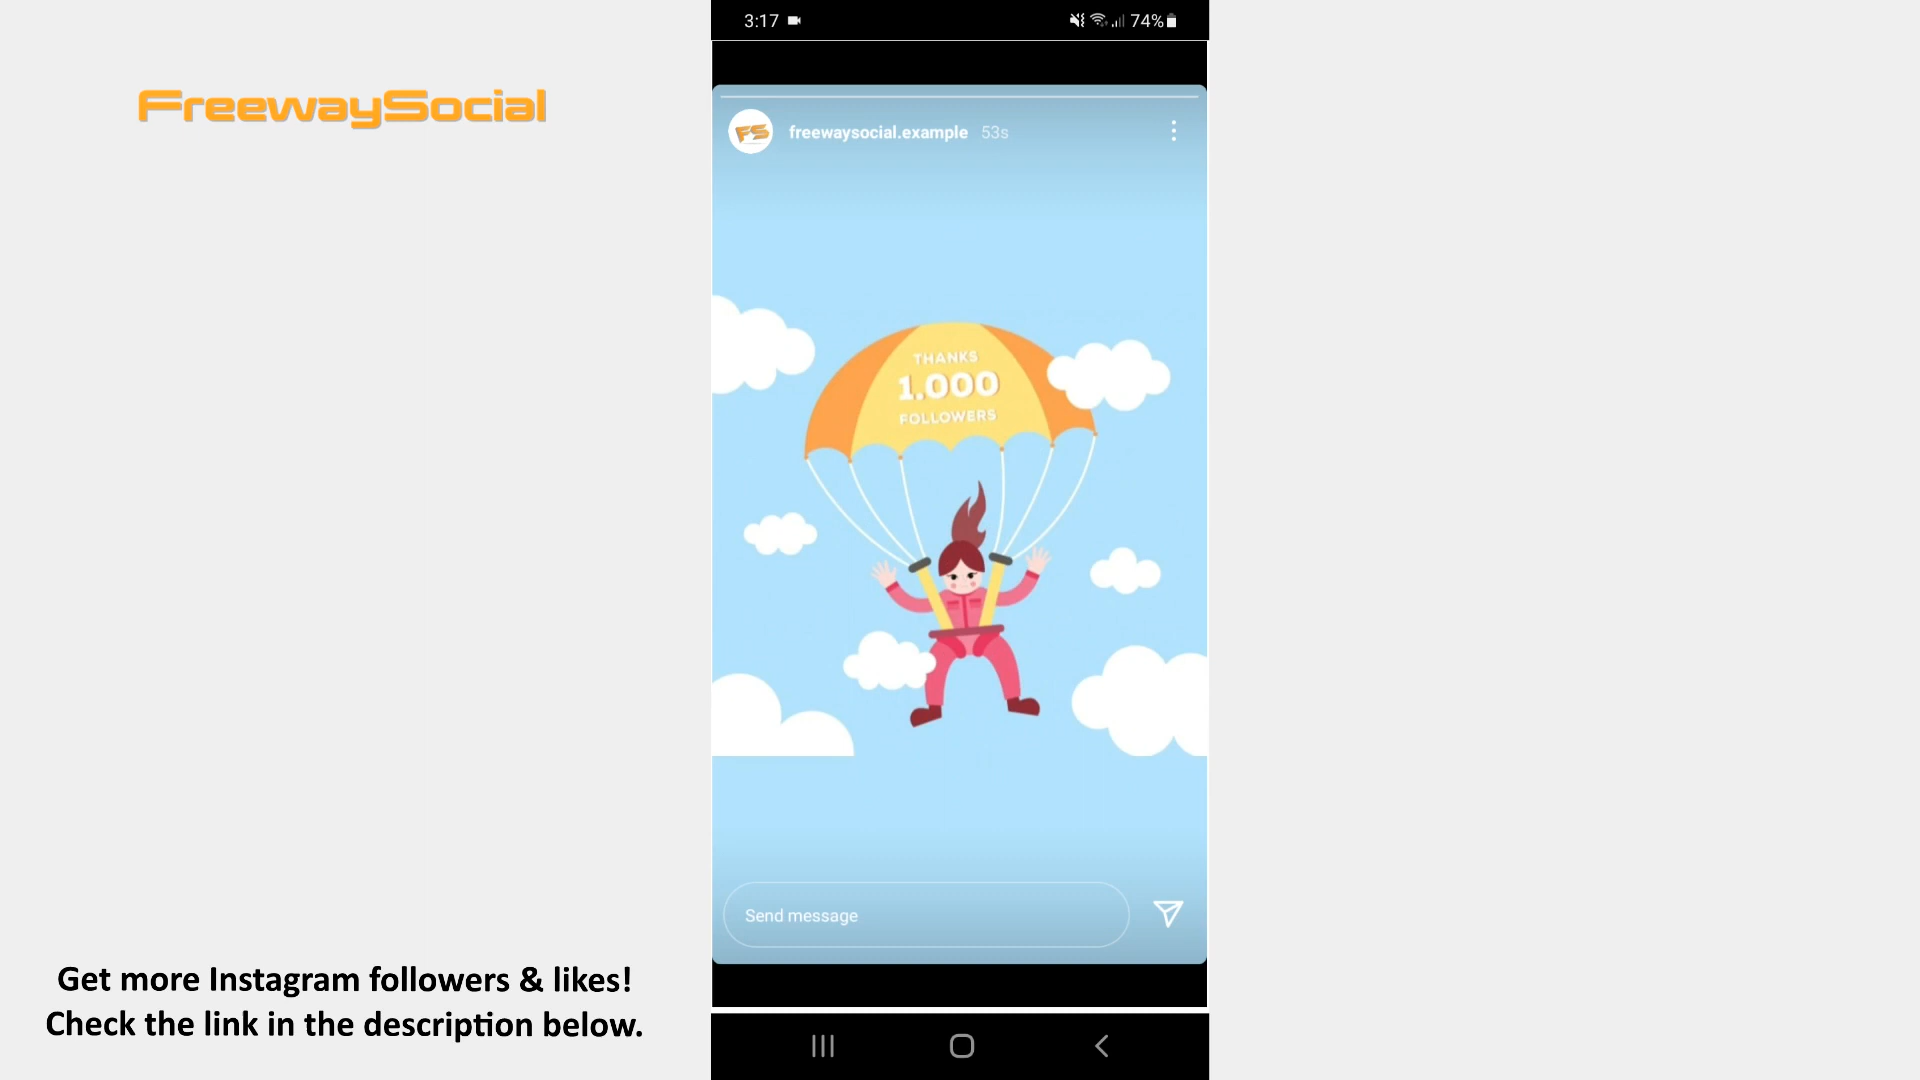 3:17
74%
FreewaySocial
FS
freewaysocial.example 53s
THANKS
1.000
FOLLOWERS
Send message
Get more Instagram followers & likes!
Check the link in the description below.